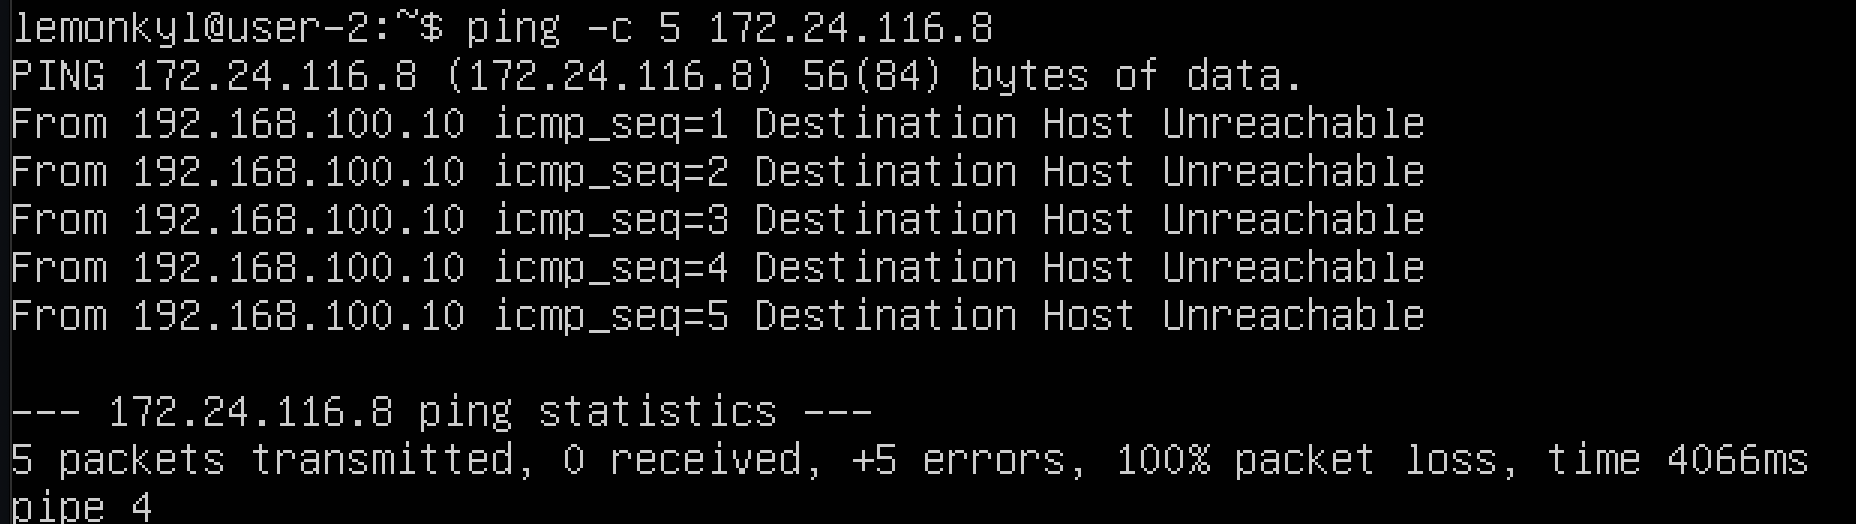 lemonkyl@user-2:~$ ping -c 5 172.24.116.8
PING 172.24.116.8 (172.24.116.8) 56(84) bytes of data.
From 192.168.100.10 icmp_seq=1 Destination Host Unreachable
From 192.168.100.10 icmp_seq=2 Destination Host Unreachable
From 192.168.100.10 icmp_seq=3 Destination Host Unreachable
From 192.168.100.10 icmp_seq=4 Destination Host Unreachable
From 192.168.100.10 icmp_seq=5 Destination Host Unreachable
--- 172.24.116.8 ping statistics ---
5 packets transmitted, 0 received, +5 errors, 100% packet loss, time 4066ms
pipe 4